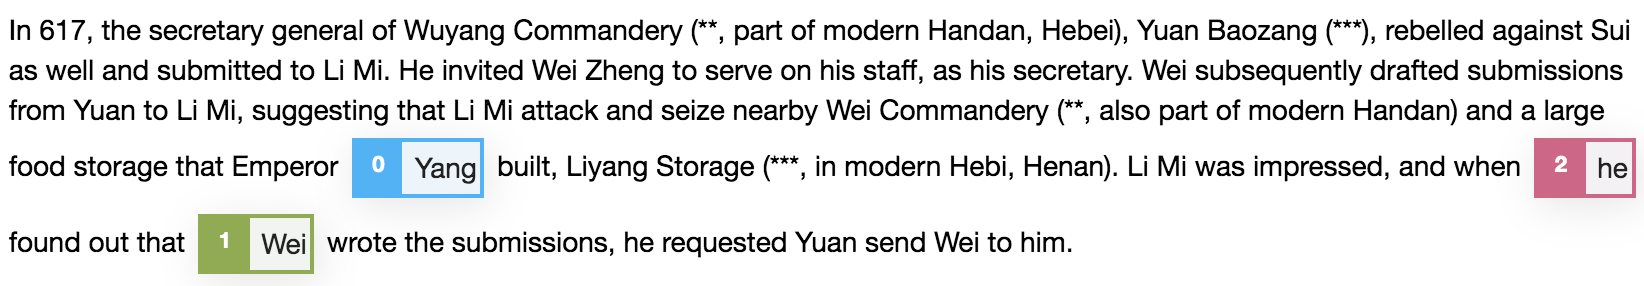 In 617, the secretary general of Wuyang Commandery (**, part of modern Handan, Hebei), Yuan Baozang (***), rebelled against Sui
as well and submitted to Li Mi. He invited Wei Zheng to serve on his staff, as his secretary. Wei subsequently drafted submissions
from Yuan to Li Mi, suggesting that Li Mi attack and seize nearby Wei Commandery (**, also part of modern Handan) and a large
food storage that Emperor 0 Yang built, Liyang Storage (***, in modern Hebi, Henan). Li Mi was impressed, and when 2 he
found out that 1 Wei wrote the submissions, he requested Yuan send Wei to him.